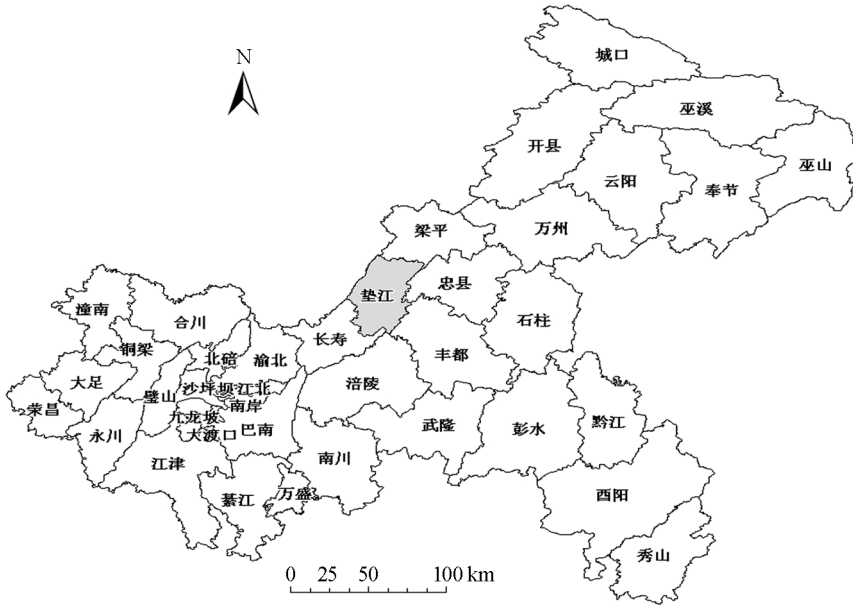 N
城口
巫溪
开县
巫山
云阳
奉节
梁平
万州
忠县
垫江
潼南
石柱
合川
长寿
铜梁
北碚
渝北
丰都
大足
沙坪坝
江北
涪陵
璧山
荣昌
南岸
九龙坡
永川
大渡口
巴南
武隆
彭水
黔江
江津
南川
綦江
万盛
酉阳
秀山
0 25 50 100 km